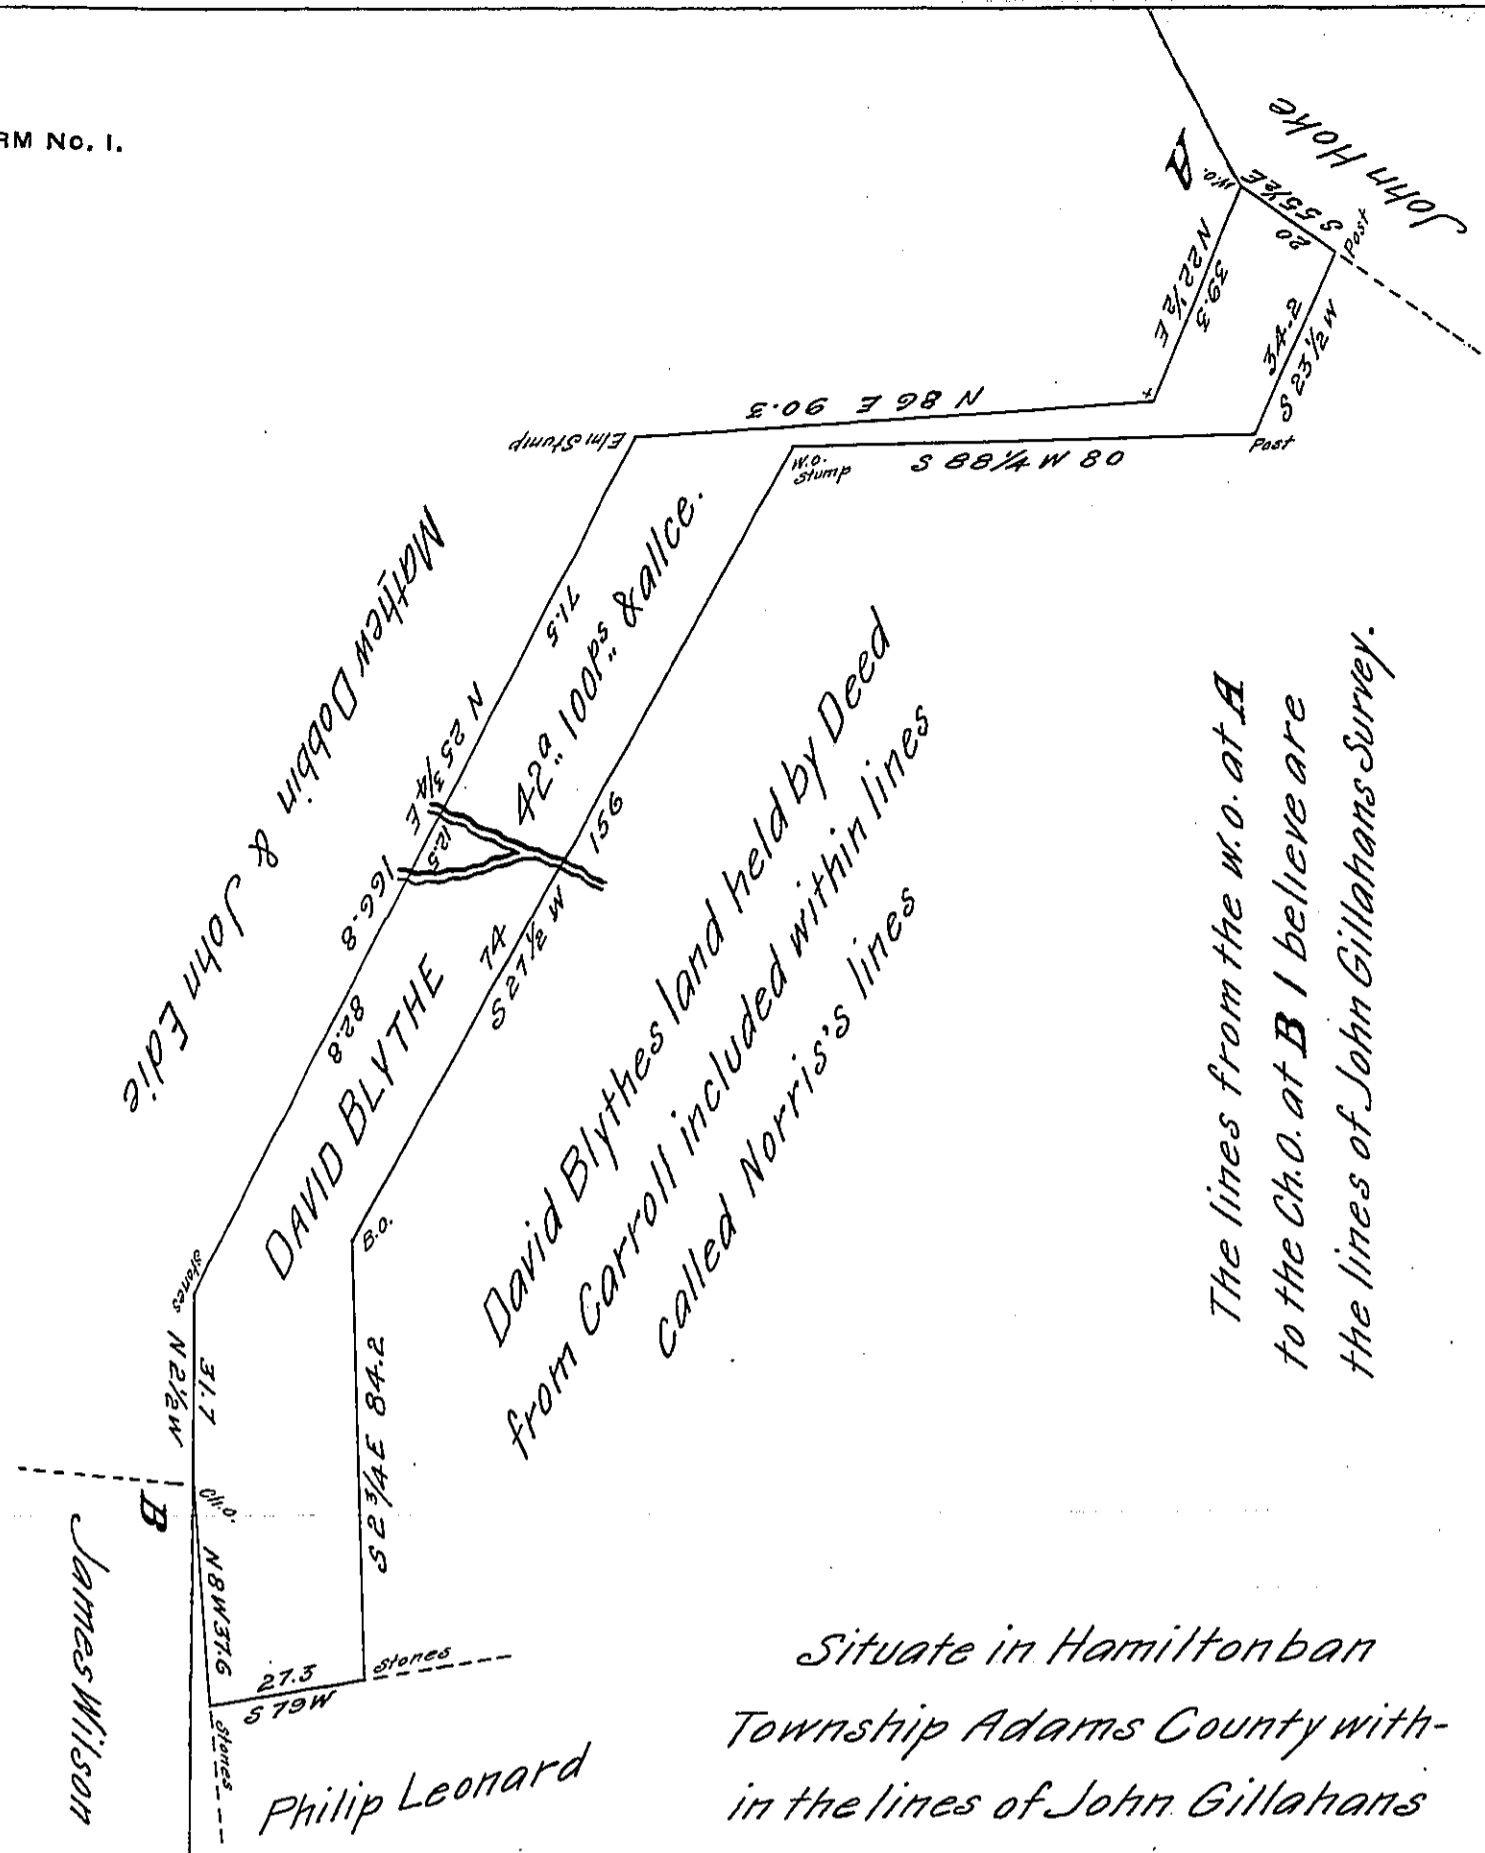 RM No. 1.
John Hoke
A
W.O.
S 55½ E
20
Post
N 22½ E
39.3
34.2
S 23½ W
Post
+
N 86 E 90.3
Elm Stump
W.O.
Stump
S 88¼ W 80
Mathew Dobbin & John Edie
71.5
N 25¾ E
12.5
166.8
82.8
42ᵃ „ 100ᵖˢ „ & allce.
156
74
S 27½ W
DAVID BLYTHE
David Blythes land held by Deed
from Carroll included within lines
called Norris's lines
The lines from the W.O. at A
to the Ch.O. at B I believe are
the lines of John Gillahans Survey.
B.O.
Stones
N 2½ W
31.7
S 2¾ E 84.2
B
Ch.O.
James Wilson
N 8 W 37.6
27.3
S 79 W
Stones
Stones
Philip Leonard
Situate in Hamiltonban
Township Adams County with-
in the lines of John Gillahans